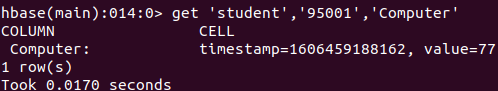 hbase(main):014:0> get 'student','95001','Computer'
COLUMN                CELL
 Computer:            timestamp=1606459188162, value=77
1 row(s)
Took 0.0170 seconds